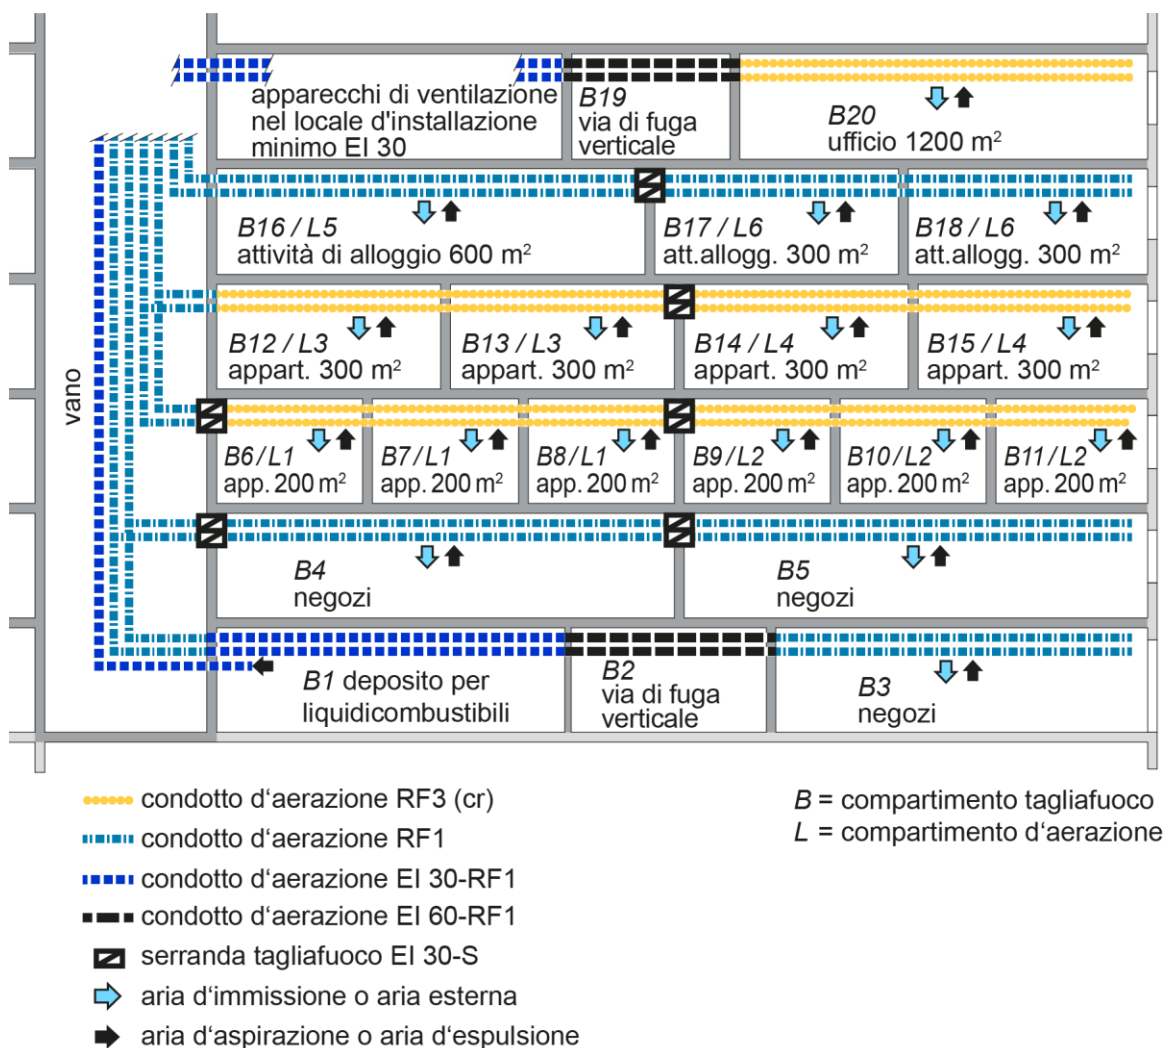 apparecchi di ventilazione
nel locale d'installazione
minimo EI 30
B19
via di fuga
verticale
B20
ufficio 1200 m²
B16 / L5
attività di alloggio 600 m²
B17 / L6
att.allogg. 300 m²
B18 / L6
att.allogg. 300 m²
vano
B12 / L3
appart. 300 m²
B13 / L3
appart. 300 m²
B14 / L4
appart. 300 m²
B15 / L4
appart. 300 m²
B6/L1
app. 200 m²
B7/L1
app. 200 m²
B8/L1
app. 200 m²
B9/L2
app. 200 m²
B10/L2
app. 200 m²
B11/L2
app. 200 m²
B4
negozi
B5
negozi
B1 deposito per
liquidicombustibili
B2
via di fuga
verticale
B3
negozi
condotto d‘aerazione RF3 (cr)
condotto d‘aerazione RF1
condotto d‘aerazione EI 30-RF1
condotto d‘aerazione EI 60-RF1
serranda tagliafuoco EI 30-S
aria d‘immissione o aria esterna
aria d‘aspirazione o aria d‘espulsione
B = compartimento tagliafuoco
L = compartimento d‘aerazione